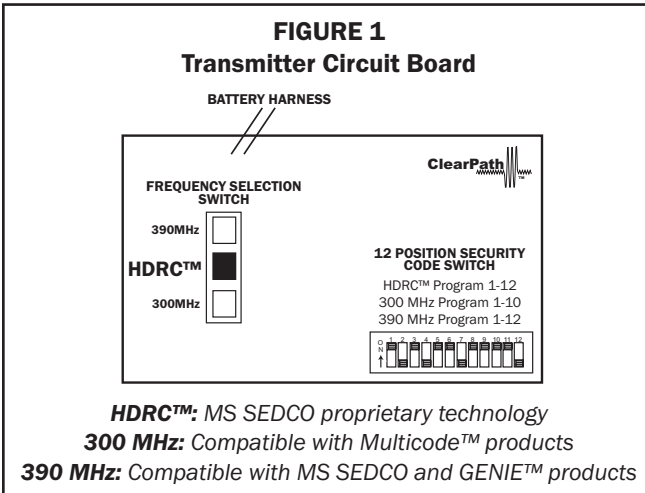 FIGURE 1
Transmitter Circuit Board
BATTERY HARNESS
ClearPath™
FREQUENCY SELECTION
SWITCH
390MHz
HDRC™
300MHz
12 POSITION SECURITY
CODE SWITCH
HDRC™ Program 1-12
300 MHz Program 1-10
390 MHz Program 1-12
ON
1 2 3 4 5 6 7 8 9 10 11 12
HDRC™: MS SEDCO proprietary technology
300 MHz: Compatible with Multicode™ products
390 MHz: Compatible with MS SEDCO and GENIE™ products